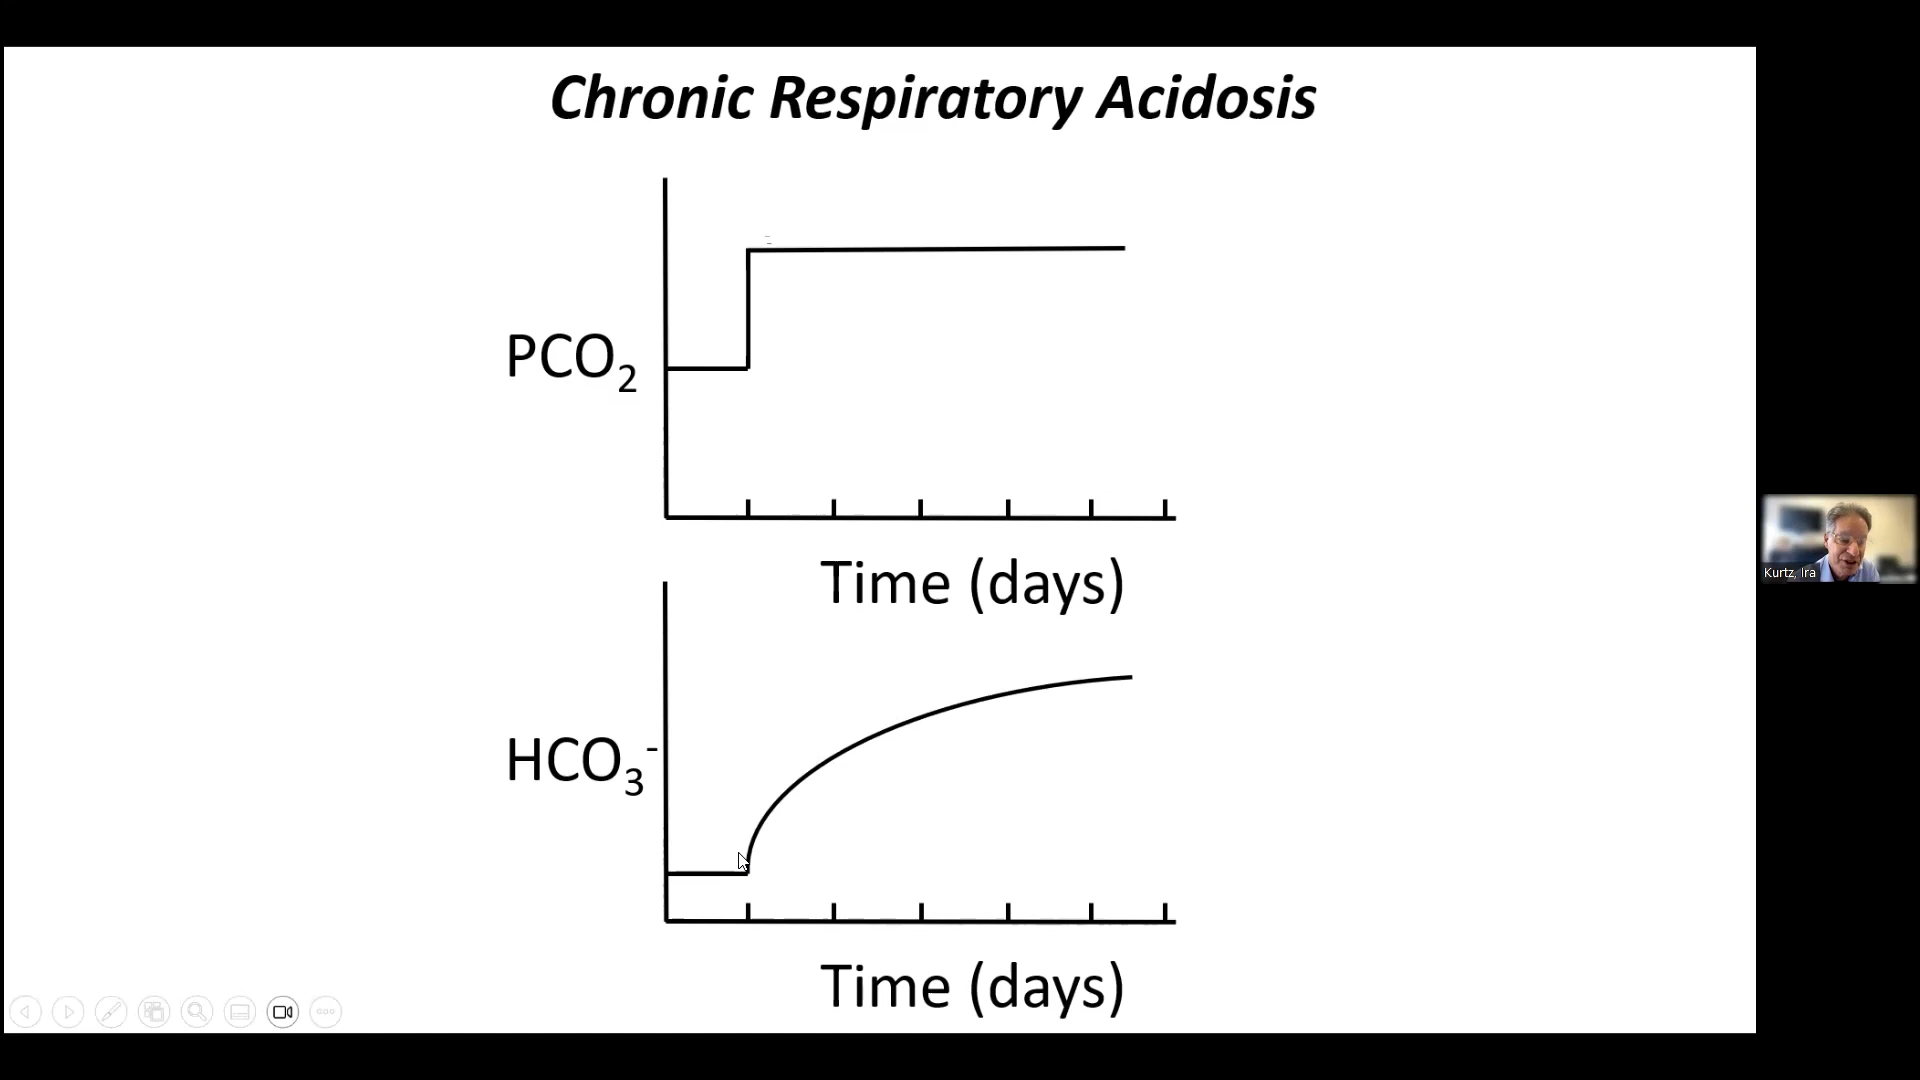 Chronic Respiratory Acidosis
PCO₂
Time (days)
HCO₃⁻
Time (days)
Kurtz, Ira